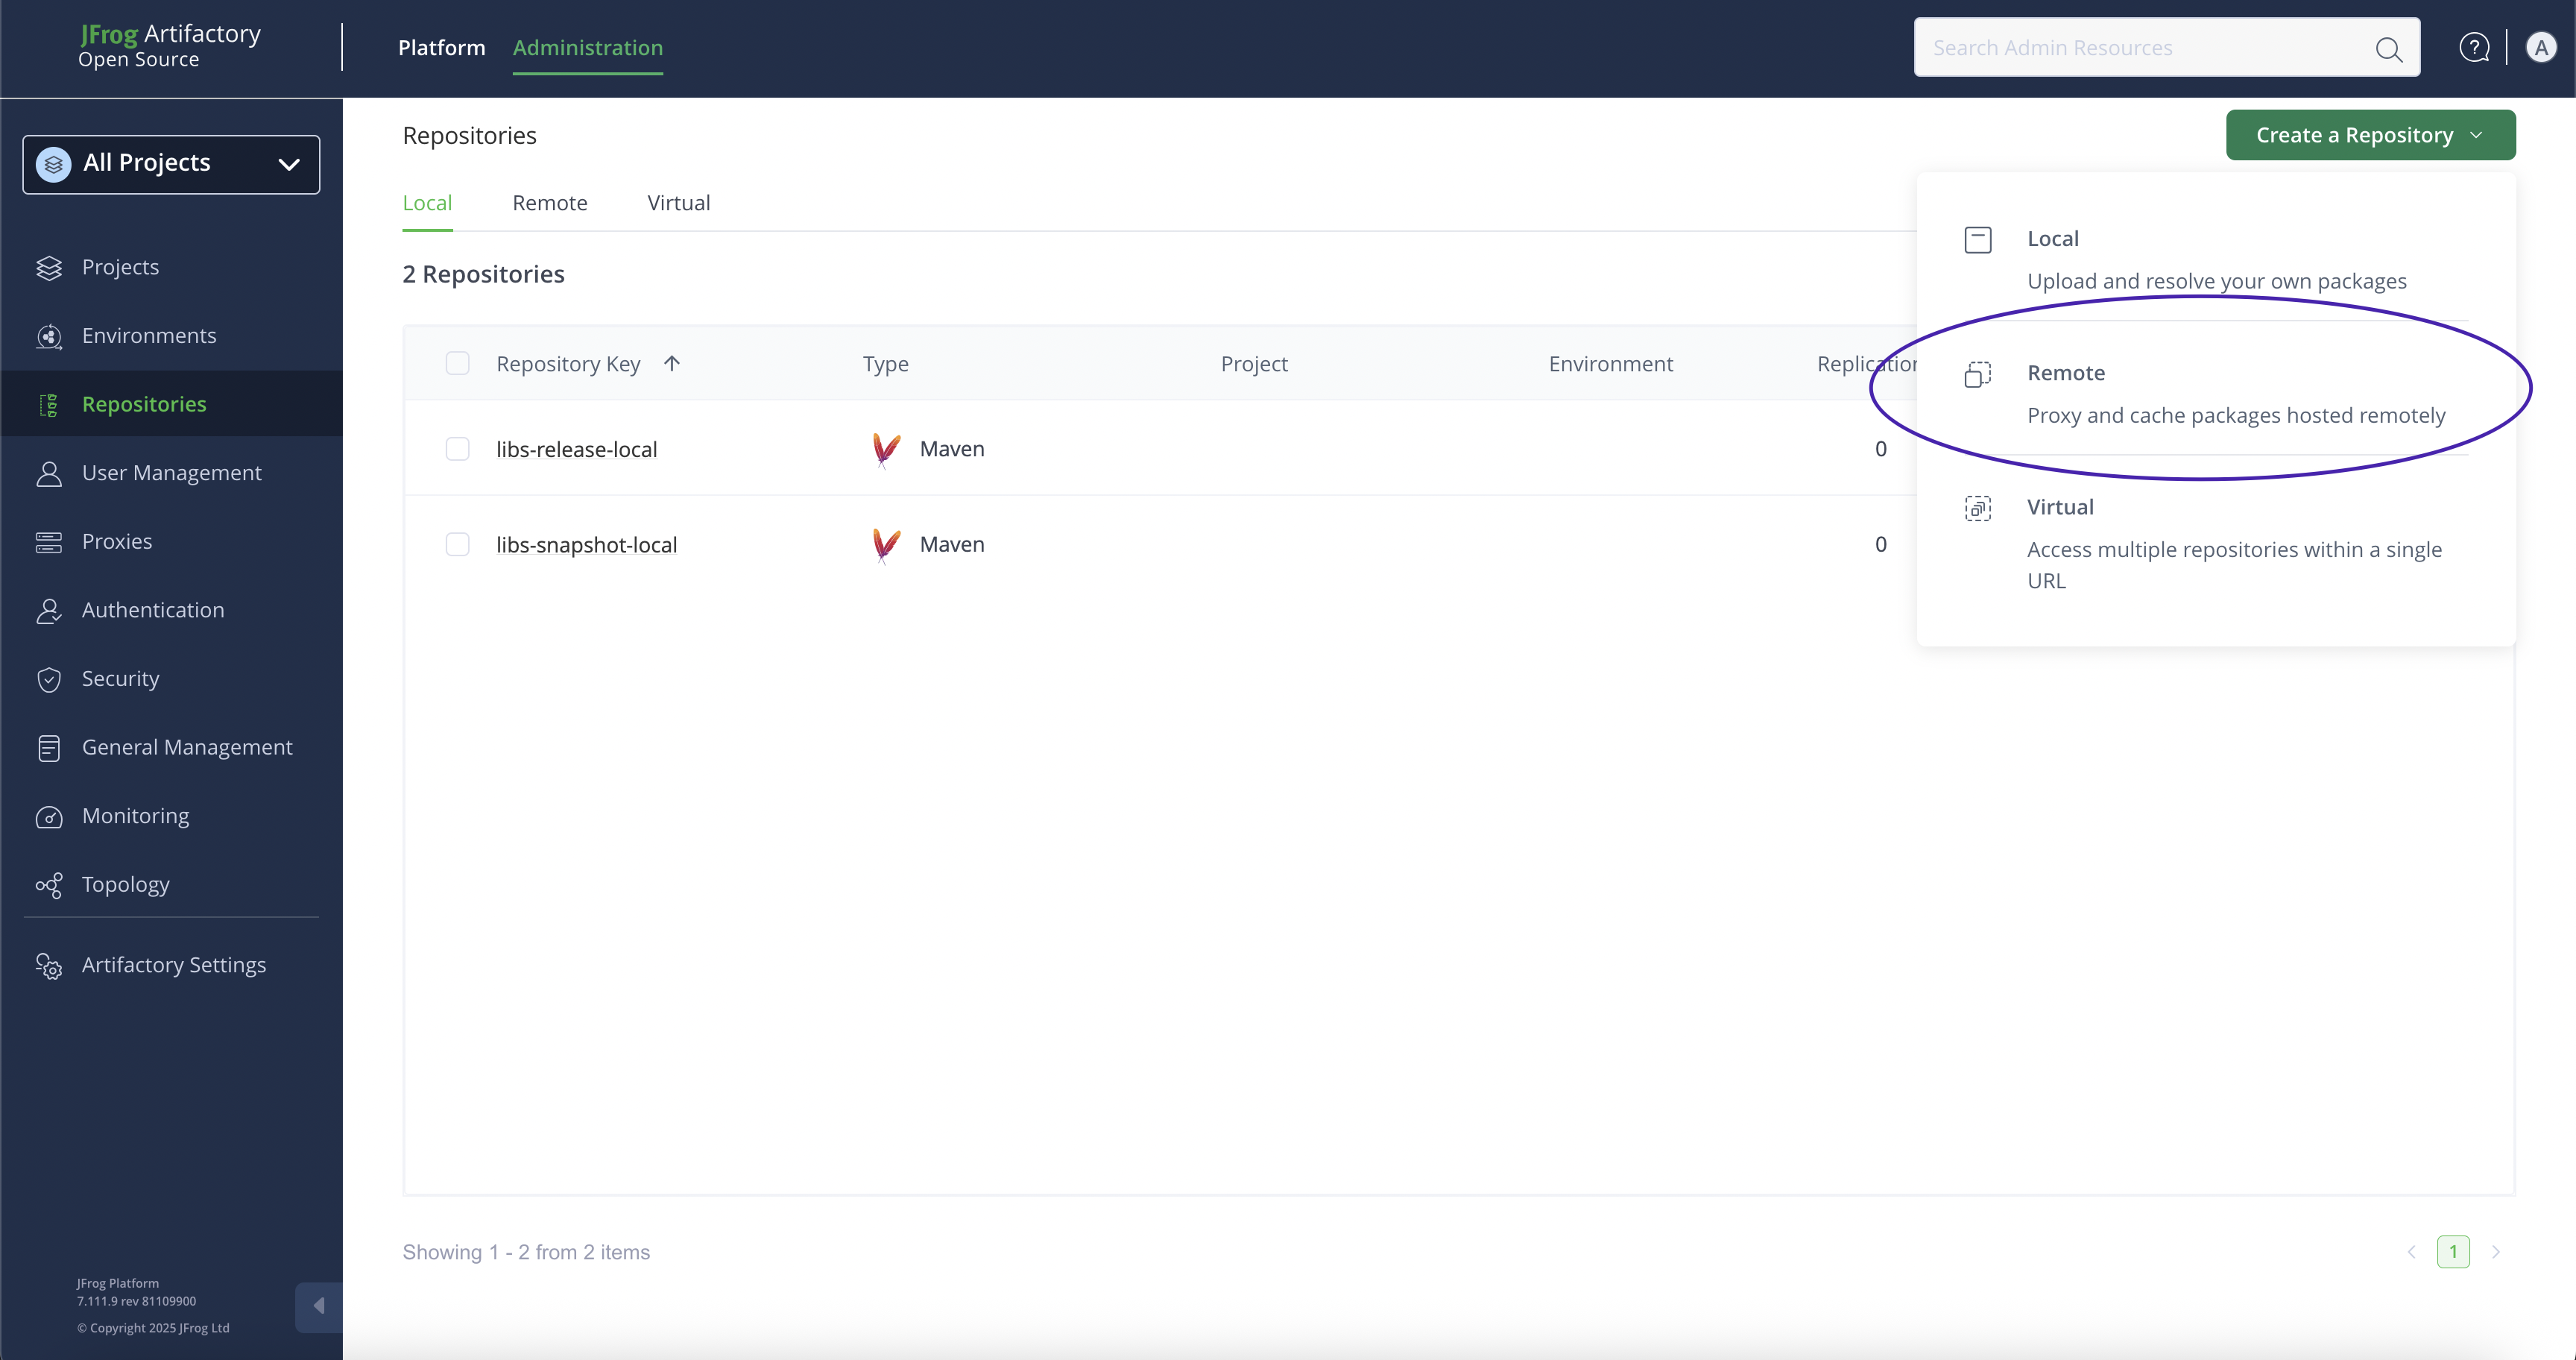 JFrog Artifactory
Open Source
Platform
Administration
Search Admin Resources
?
A
All Projects
Projects
Environments
Repositories
User Management
Proxies
Authentication
Security
General Management
Monitoring
Topology
Artifactory Settings
JFrog Platform
7.111.9 rev 81109900
© Copyright 2025 JFrog Ltd
Repositories
Create a Repository
Local
Remote
Virtual
2 Repositories
Repository Key
Type
Project
Environment
Replication
libs-release-local
Maven
0
libs-snapshot-local
Maven
0
Local
Upload and resolve your own packages
Remote
Proxy and cache packages hosted remotely
Virtual
Access multiple repositories within a single
URL
Showing 1 - 2 from 2 items
1